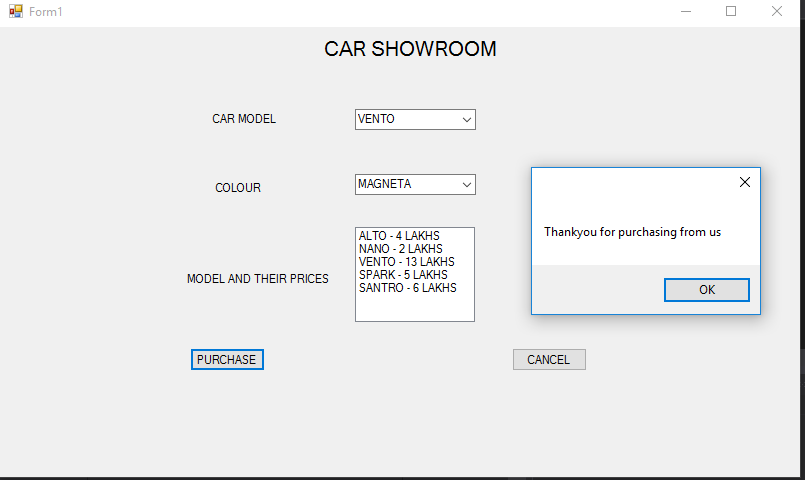 Form1
CAR SHOWROOM
CAR MODEL
VENTO
COLOUR
MAGNETA
MODEL AND THEIR PRICES
ALTO - 4 LAKHS
NANO - 2 LAKHS
VENTO - 13 LAKHS
SPARK - 5 LAKHS
SANTRO - 6 LAKHS
Thankyou for purchasing from us
OK
PURCHASE
CANCEL